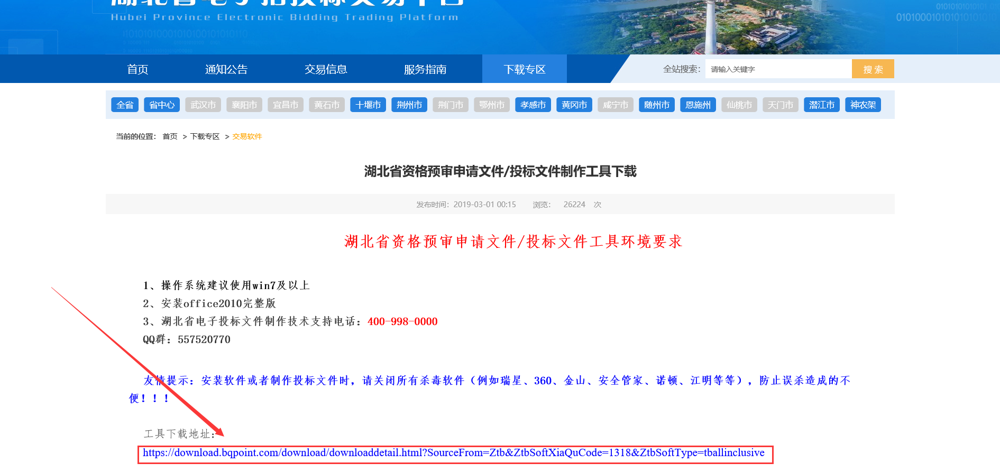 湖北省电子招投标交易平台
Hubei Province Electronic Bidding Trading Platform
首页 通知公告 交易信息 服务指南 下载专区 全站搜索： 请输入关键字 搜 索
全省 省中心 武汉市 襄阳市 宜昌市 黄石市 十堰市 荆州市 荆门市 鄂州市 孝感市 黄冈市 咸宁市 随州市 恩施州 仙桃市 天门市 潜江市 神农架
当前的位置： 首页 > 下载专区 > 交易软件
湖北省资格预审申请文件/投标文件制作工具下载
发布时间：2019-03-01 00:15 浏览： 26224 次
湖北省资格预审申请文件/投标文件工具环境要求
1、操作系统建议使用win7及以上
2、安装office2010完整版
3、湖北省电子投标文件制作技术支持电话：400-998-0000
QQ群：557520770
友情提示：安装软件或者制作投标文件时，请关闭所有杀毒软件（例如瑞星、360、金山、安全管家、诺顿、江明等等），防止误杀造成的不
便！！！
工具下载地址：
https://download.bqpoint.com/download/downloaddetail.html?SourceFrom=Ztb&ZtbSoftXiaQuCode=1318&ZtbSoftType=tballinclusive